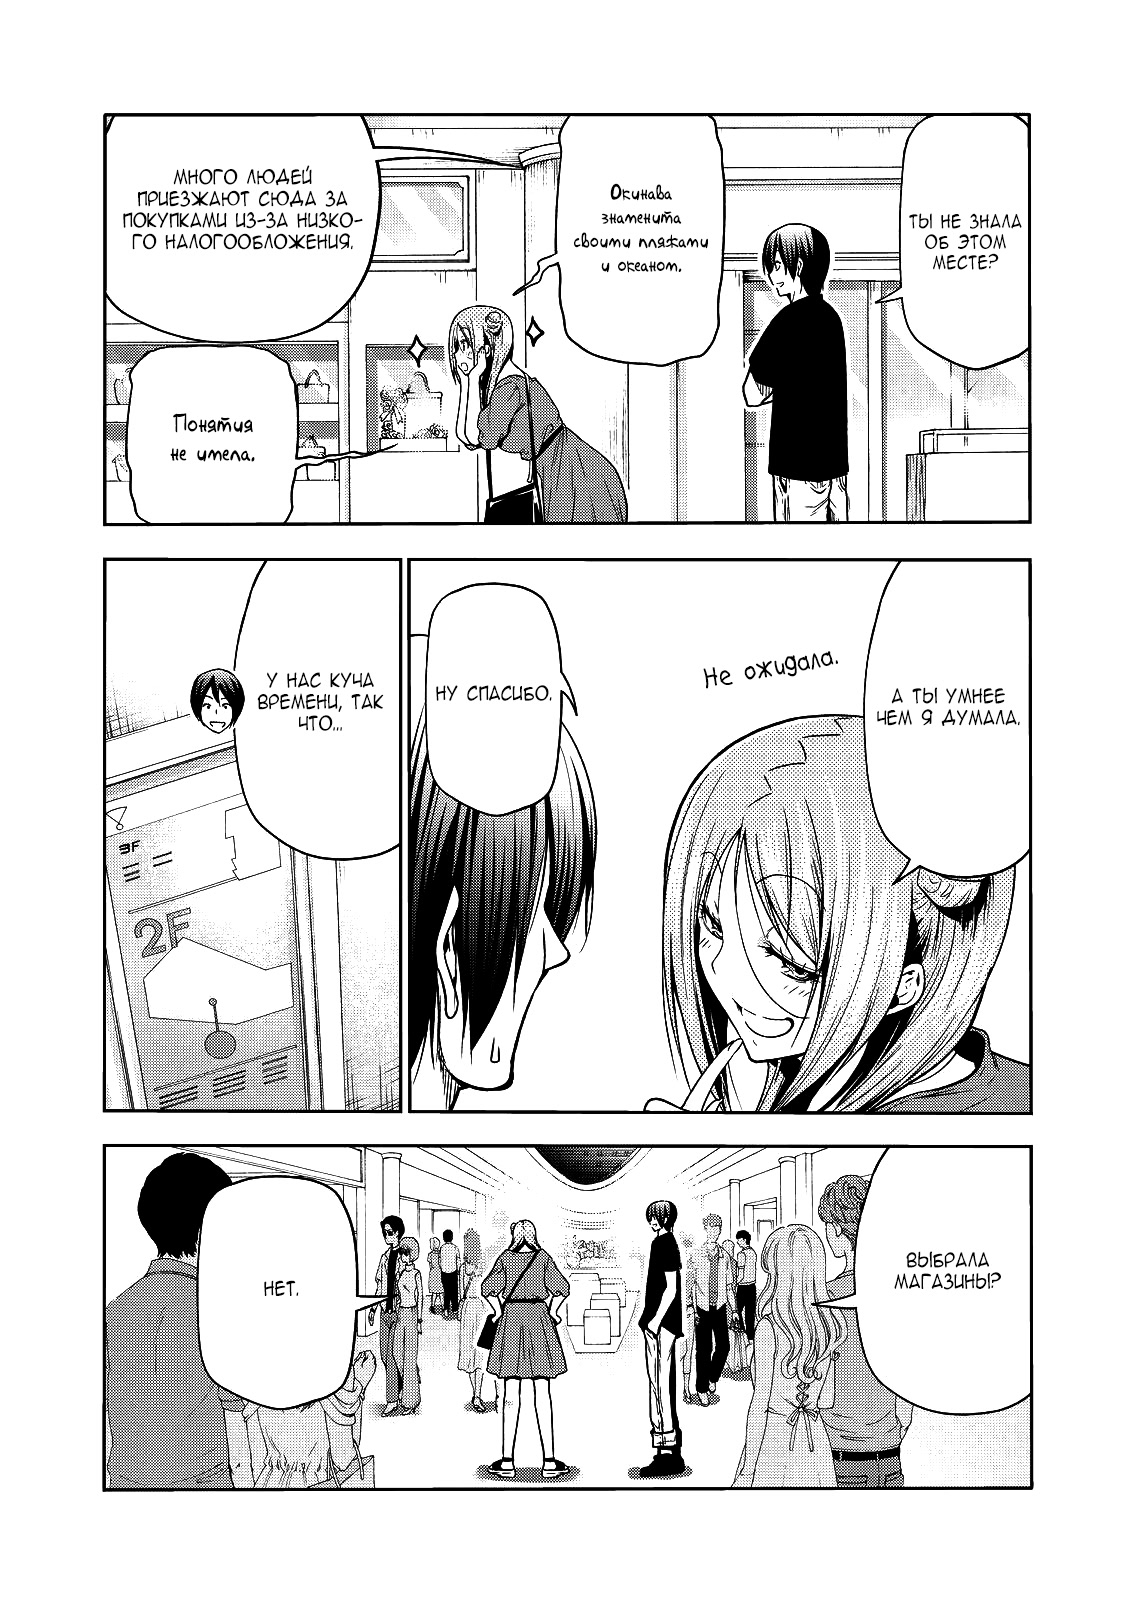 ТЫ НЕ ЗНАЛА
ОБ ЭТОМ
МЕСТЕ?
Окинава
знаменита
своими пляжами
и океаном.
МНОГО ЛЮДЕЙ
ПРИЕЗЖАЮТ СЮДА ЗА
ПОКУПКАМИ ИЗ-ЗА НИЗКО-
ГО НАЛОГООБЛОЖЕНИЯ.
Понятия
не имела.
А ТЫ УМНЕЕ
ЧЕМ Я ДУМАЛА.
Не ожидала.
НУ СПАСИБО.
У НАС КУЧА
ВРЕМЕНИ, ТАК
ЧТО...
3F
2F
ВЫБРАЛА
МАГАЗИНЫ?
НЕТ.